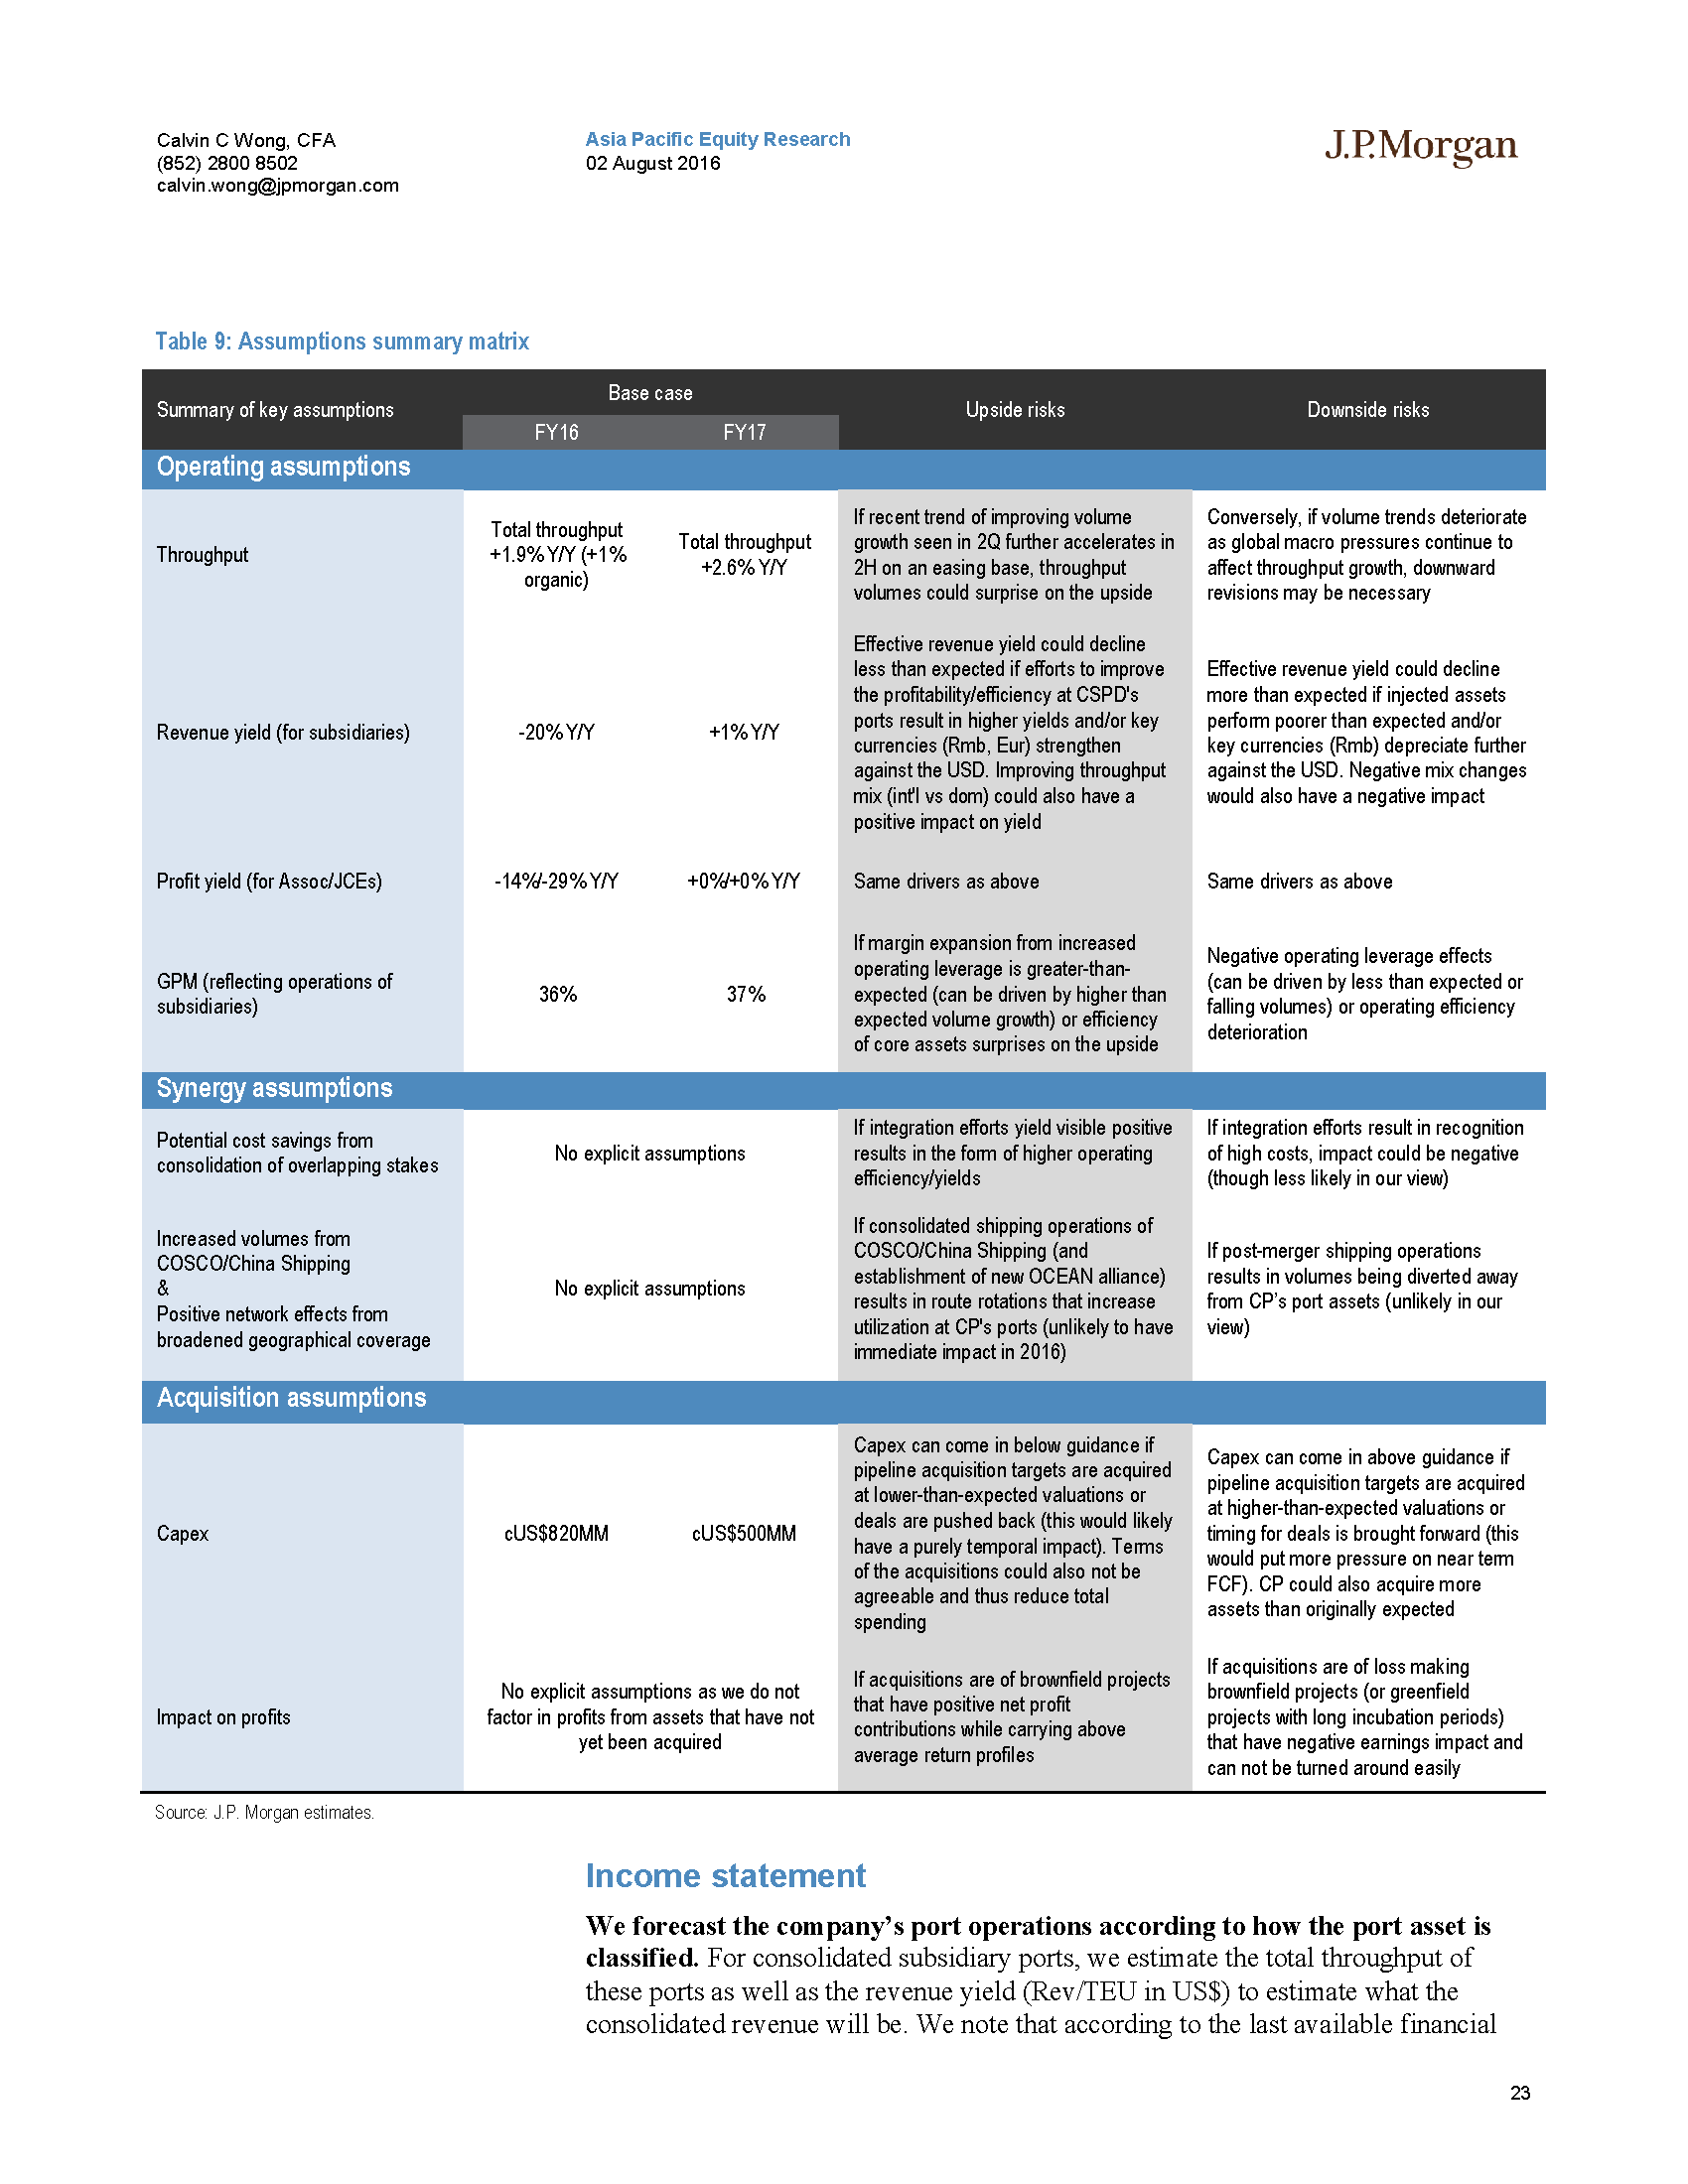 Calvin C Wong, CFA
(852) 2800 8502
calvin.wong@jpmorgan.com
Asia Pacific Equity Research
02 August 2016
J.P.Morgan
Table 9: Assumptions summary matrix
Summary of key assumptions
Base case
FY16
FY17
Upside risks
Downside risks
Operating assumptions
Throughput
Total throughput
+1.9% Y/Y (+1%
organic)
Total throughput
+2.6% Y/Y
If recent trend of improving volume
growth seen in 2Q further accelerates in
2H on an easing base, throughput
volumes could surprise on the upside
Conversely, if volume trends deteriorate
as global macro pressures continue to
affect throughput growth, downward
revisions may be necessary
Revenue yield (for subsidiaries)
-20% Y/Y
+1% Y/Y
Effective revenue yield could decline
less than expected if efforts to improve
the profitability/efficiency at CSPD's
ports result in higher yields and/or key
currencies (Rmb, Eur) strengthen
against the USD. Improving throughput
mix (int'l vs dom) could also have a
positive impact on yield
Effective revenue yield could decline
more than expected if injected assets
perform poorer than expected and/or
key currencies (Rmb) depreciate further
against the USD. Negative mix changes
would also have a negative impact
Profit yield (for Assoc/JCEs)
-14%/-29% Y/Y
+0%/+0% Y/Y
Same drivers as above
Same drivers as above
GPM (reflecting operations of
subsidiaries)
36%
37%
If margin expansion from increased
operating leverage is greater-than-
expected (can be driven by higher than
expected volume growth) or efficiency
of core assets surprises on the upside
Negative operating leverage effects
(can be driven by less than expected or
falling volumes) or operating efficiency
deterioration
Synergy assumptions
Potential cost savings from
consolidation of overlapping stakes
No explicit assumptions
If integration efforts yield visible positive
results in the form of higher operating
efficiency/yields
If integration efforts result in recognition
of high costs, impact could be negative
(though less likely in our view)
Increased volumes from
COSCO/China Shipping
&
Positive network effects from
broadened geographical coverage
No explicit assumptions
If consolidated shipping operations of
COSCO/China Shipping (and
establishment of new OCEAN alliance)
results in route rotations that increase
utilization at CP's ports (unlikely to have
immediate impact in 2016)
If post-merger shipping operations
results in volumes being diverted away
from CP’s port assets (unlikely in our
view)
Acquisition assumptions
Capex
cUS$820MM
cUS$500MM
Capex can come in below guidance if
pipeline acquisition targets are acquired
at lower-than-expected valuations or
deals are pushed back (this would likely
have a purely temporal impact). Terms
of the acquisitions could also not be
agreeable and thus reduce total
spending
Capex can come in above guidance if
pipeline acquisition targets are acquired
at higher-than-expected valuations or
timing for deals is brought forward (this
would put more pressure on near term
FCF). CP could also acquire more
assets than originally expected
Impact on profits
No explicit assumptions as we do not
factor in profits from assets that have not
yet been acquired
If acquisitions are of brownfield projects
that have positive net profit
contributions while carrying above
average return profiles
If acquisitions are of loss making
brownfield projects (or greenfield
projects with long incubation periods)
that have negative earnings impact and
can not be turned around easily
Source: J.P. Morgan estimates.
Income statement
We forecast the company’s port operations according to how the port asset is
classified. For consolidated subsidiary ports, we estimate the total throughput of
these ports as well as the revenue yield (Rev/TEU in US$) to estimate what the
consolidated revenue will be. We note that according to the last available financial
23